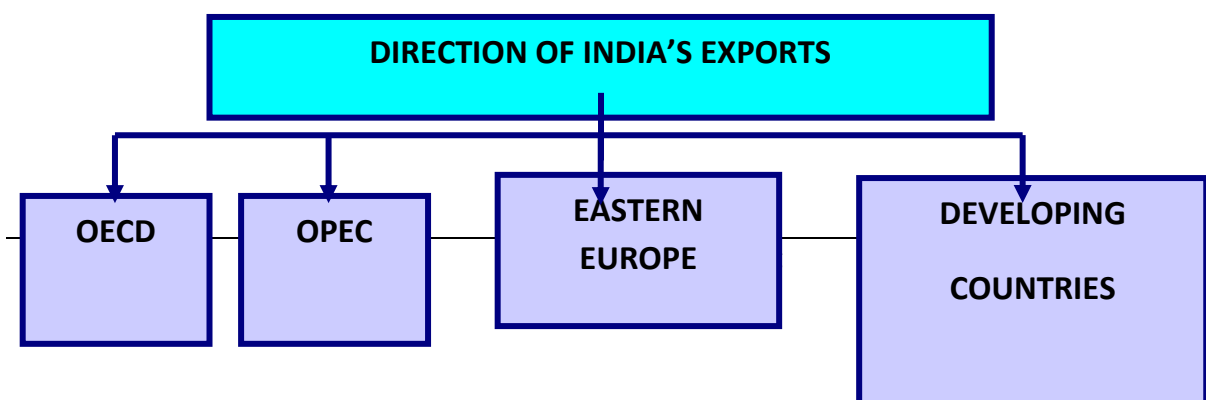 DIRECTION OF INDIA’S EXPORTS
OECD
OPEC
EASTERN
EUROPE
DEVELOPING
COUNTRIES